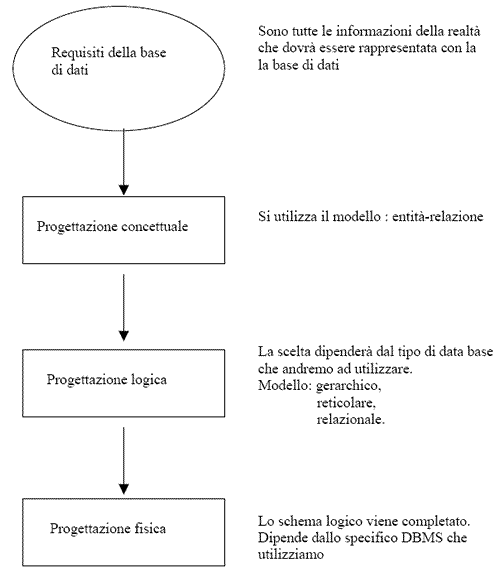 Requisiti della base
di dati
Sono tutte le informazioni della realtà
che dovrà essere rappresentata con la
la base di dati
Progettazione concettuale
Si utilizza il modello : entità-relazione
Progettazione logica
La scelta dipenderà dal tipo di data base
che andremo ad utilizzare.
Modello: gerarchico,
reticolare,
relazionale.
Progettazione fisica
Lo schema logico viene completato.
Dipende dallo specifico DBMS che
utilizziamo